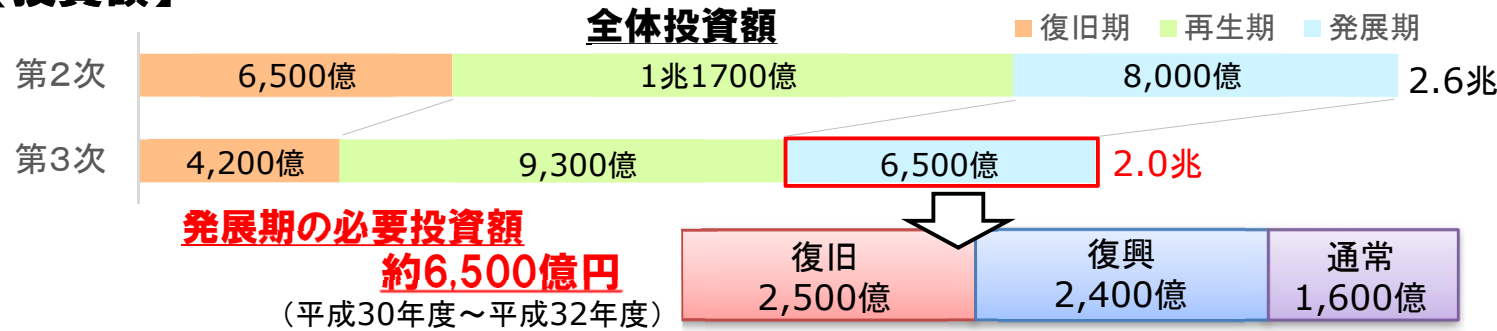 【投資額】
全体投資額
復旧期 再生期 発展期
第2次 6,500億 1兆1700億 8,000億 2.6兆
第3次 4,200億 9,300億 6,500億 2.0兆
発展期の必要投資額
約6,500億円
（平成30年度～平成32年度）
復旧 復興 通常
2,500億 2,400億 1,600億